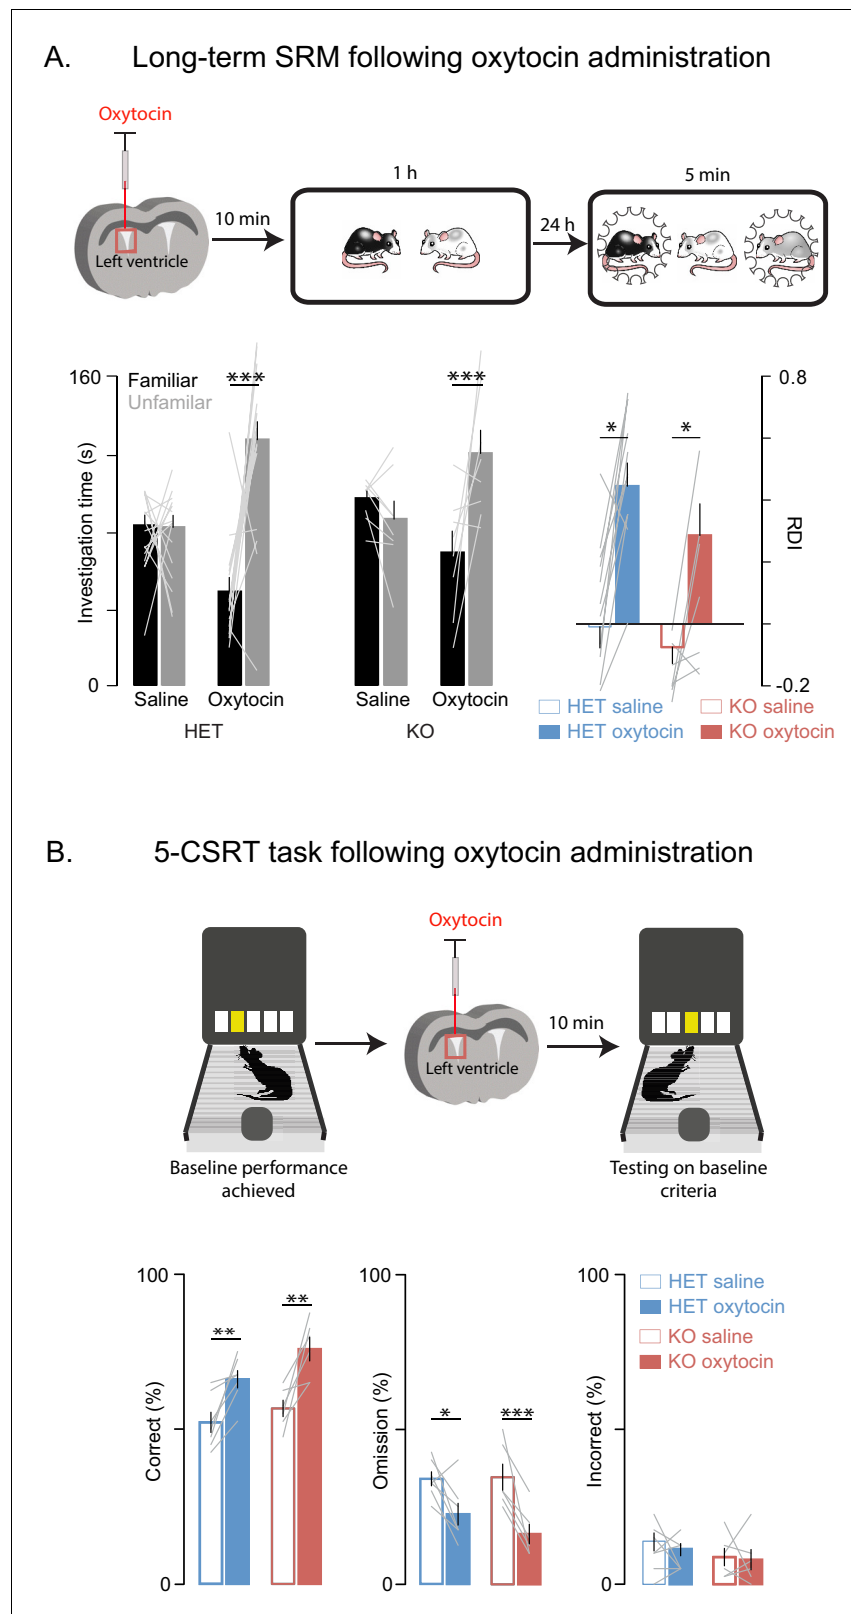 A. Long-term SRM following oxytocin administration
Oxytocin
Left ventricle
10 min
1 h
24 h
5 min
160
Familiar
Unfamilar
***
***
0.8
*
*
Investigation time (s)
RDI
0
-0.2
Saline Oxytocin
HET
Saline Oxytocin
KO
HET saline
HET oxytocin
KO saline
KO oxytocin
B. 5-CSRT task following oxytocin administration
Baseline performance
achieved
Oxytocin
Left ventricle
10 min
Testing on baseline
criteria
100
**
**
Correct (%)
0
100
*
***
Omission (%)
0
100
Incorrect (%)
0
HET saline
HET oxytocin
KO saline
KO oxytocin